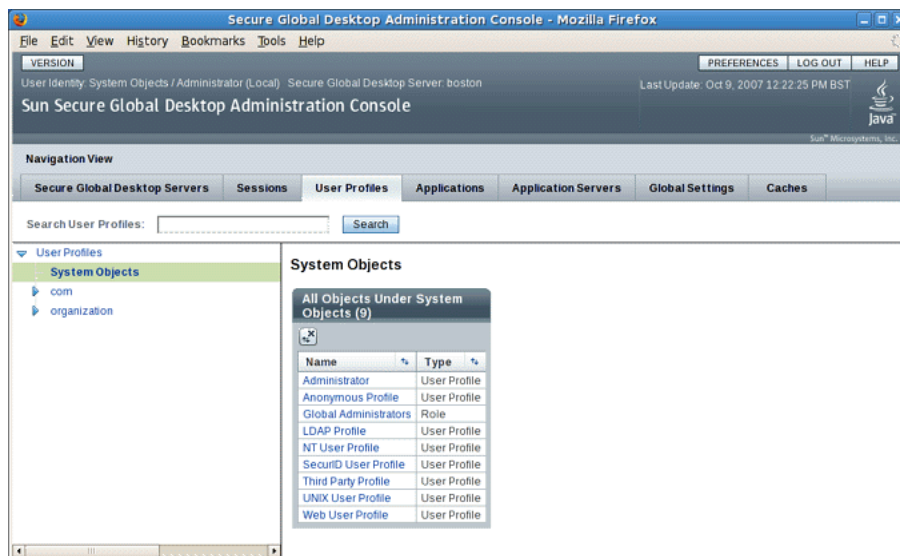 Secure Global Desktop Administration Console - Mozilla Firefox
File Edit View History Bookmarks Tools Help
VERSION PREFERENCES LOG OUT HELP
User Identity: System Objects / Administrator (Local) Secure Global Desktop Server: boston Last Update: Oct 9, 2007 12:22:25 PM BST
Sun Secure Global Desktop Administration Console
Java
Sun™ Microsystems, Inc.
Navigation View
Secure Global Desktop Servers Sessions User Profiles Applications Application Servers Global Settings Caches
Search User Profiles: Search
User Profiles
System Objects
com
organization
System Objects
All Objects Under System
Objects (9)
Name Type
Administrator User Profile
Anonymous Profile User Profile
Global Administrators Role
LDAP Profile User Profile
NT User Profile User Profile
SecurID User Profile User Profile
Third Party Profile User Profile
UNIX User Profile User Profile
Web User Profile User Profile